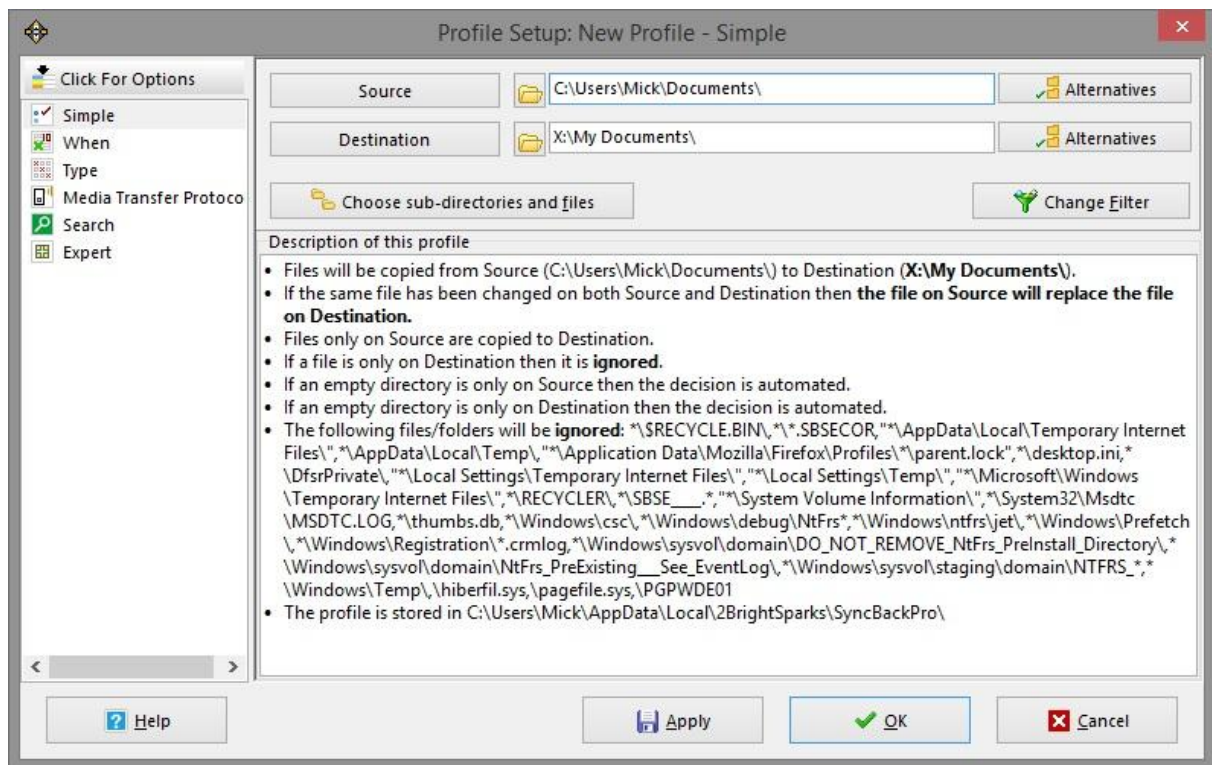 Profile Setup: New Profile - Simple
Click For Options
Simple
When
Type
Media Transfer Protoco
Search
Expert
Source
C:\Users\Mick\Documents\
Alternatives
Destination
X:\My Documents\
Alternatives
Choose sub-directories and files
Change Filter
Description of this profile
• Files will be copied from Source (C:\Users\Mick\Documents\) to Destination (X:\My Documents\).
• If the same file has been changed on both Source and Destination then the file on Source will replace the file
on Destination.
• Files only on Source are copied to Destination.
• If a file is only on Destination then it is ignored.
• If an empty directory is only on Source then the decision is automated.
• If an empty directory is only on Destination then the decision is automated.
• The following files/folders will be ignored: *\$RECYCLE.BIN\,*\*.SBSECOR,"*\AppData\Local\Temporary Internet
Files\",*\AppData\Local\Temp\,"*\Application Data\Mozilla\Firefox\Profiles\*\parent.lock",*\desktop.ini,*
\DfsrPrivate\,"*\Local Settings\Temporary Internet Files\","*\Local Settings\Temp\","*\Microsoft\Windows
\Temporary Internet Files\",*\RECYCLER\,*\SBSE___.*,"*\System Volume Information\",*\System32\Msdtc
\MSDTC.LOG,*\thumbs.db,*\Windows\csc\,*\Windows\debug\NtFrs*,*\Windows\ntfrs\jet\,*\Windows\Prefetch
\,*\Windows\Registration\*.crmlog,*\Windows\sysvol\domain\DO_NOT_REMOVE_NtFrs_PreInstall_Directory\,*
\Windows\sysvol\domain\NtFrs_PreExisting___See_EventLog\,*\Windows\sysvol\staging\domain\NTFRS_*,*
\Windows\Temp\,\hiberfil.sys,\pagefile.sys,\PGPWDE01
• The profile is stored in C:\Users\Mick\AppData\Local\2BrightSparks\SyncBackPro\
Help
Apply
OK
Cancel